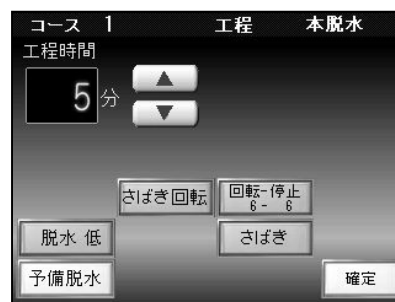 コース 1 工程 本脱水
工程時間
5 分
さばき回転 回転-停止
6 - 6
脱水 低 さばき
予備脱水 確定